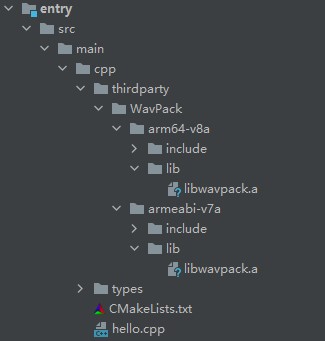 entry
src
main
cpp
thirdparty
WavPack
arm64-v8a
include
lib
libwavpack.a
armeabi-v7a
include
lib
libwavpack.a
types
CMakeLists.txt
hello.cpp